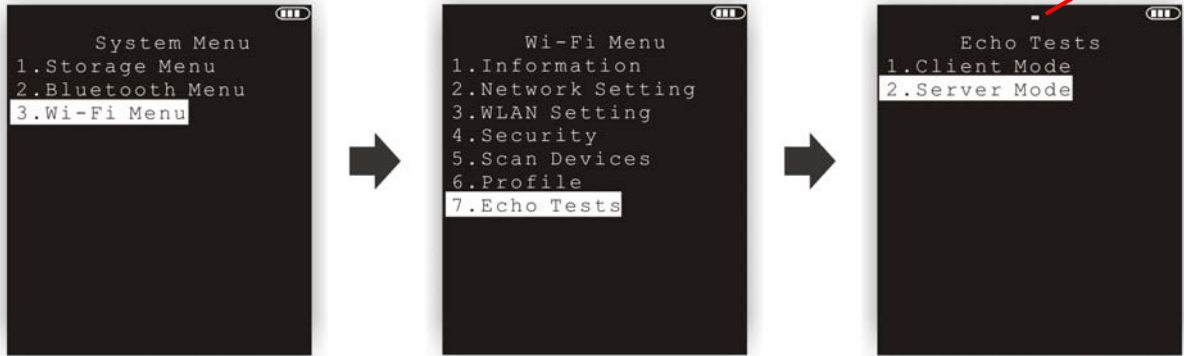 System Menu
1.Storage Menu
2.Bluetooth Menu
3.Wi-Fi Menu
Wi-Fi Menu
1.Information
2.Network Setting
3.WLAN Setting
4.Security
5.Scan Devices
6.Profile
7.Echo Tests
Echo Tests
1.Client Mode
2.Server Mode